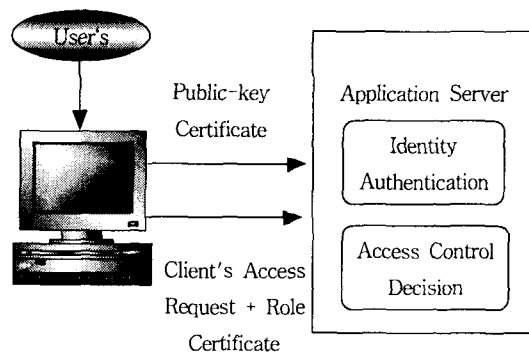 User's
Public-key
Certificate
Application Server
Identity
Authentication
Access Control
Decision
Client's Access
Request + Role
Certificate